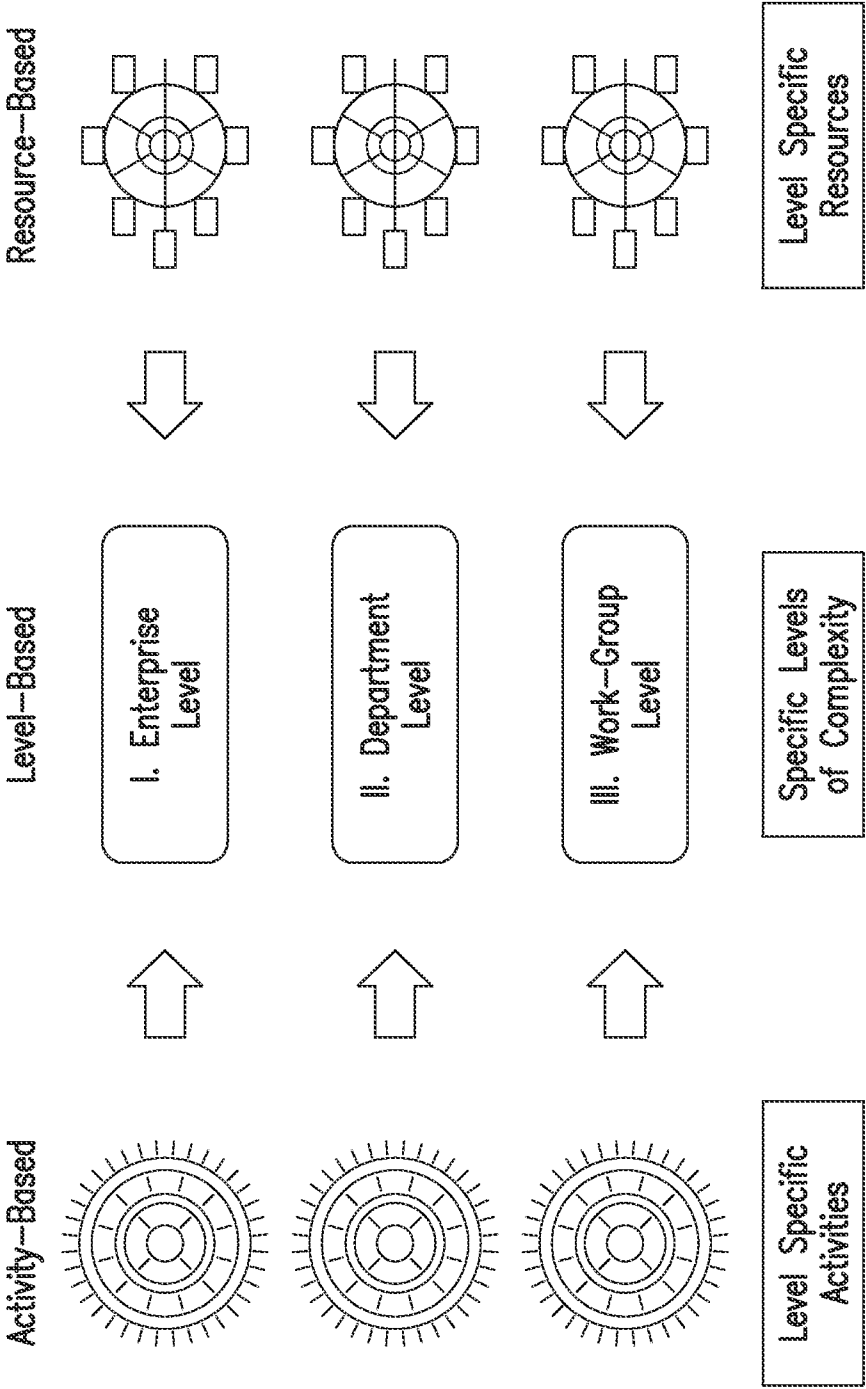 Activity-Based
Level-Based
Resource-Based
I. Enterprise
Level
II. Department
Level
III. Work-Group
Level
Level Specific
Activities
Specific Levels
of Complexity
Level Specific
Resources